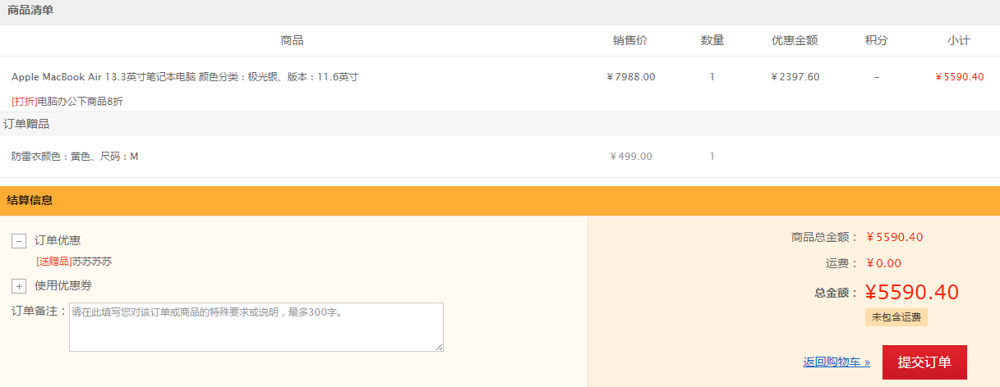 商品清单
商品 销售价 数量 优惠金额 积分 小计
Apple MacBook Air 13.3英寸笔记本电脑 颜色分类：极光银、版本：11.6英寸 ￥7988.00 1 ￥2397.60 – ￥5590.40
[打折]电脑办公下商品8折
订单赠品
防雷衣颜色：黄色、尺码：M ￥499.00 1
结算信息
订单优惠
[送赠品]苏苏苏苏
使用优惠券
订单备注：请在此填写您对该订单或商品的特殊要求或说明，最多300字。
商品总金额：￥5590.40
运费：￥0.00
总金额：¥5590.40
未包含运费
返回购物车 » 提交订单